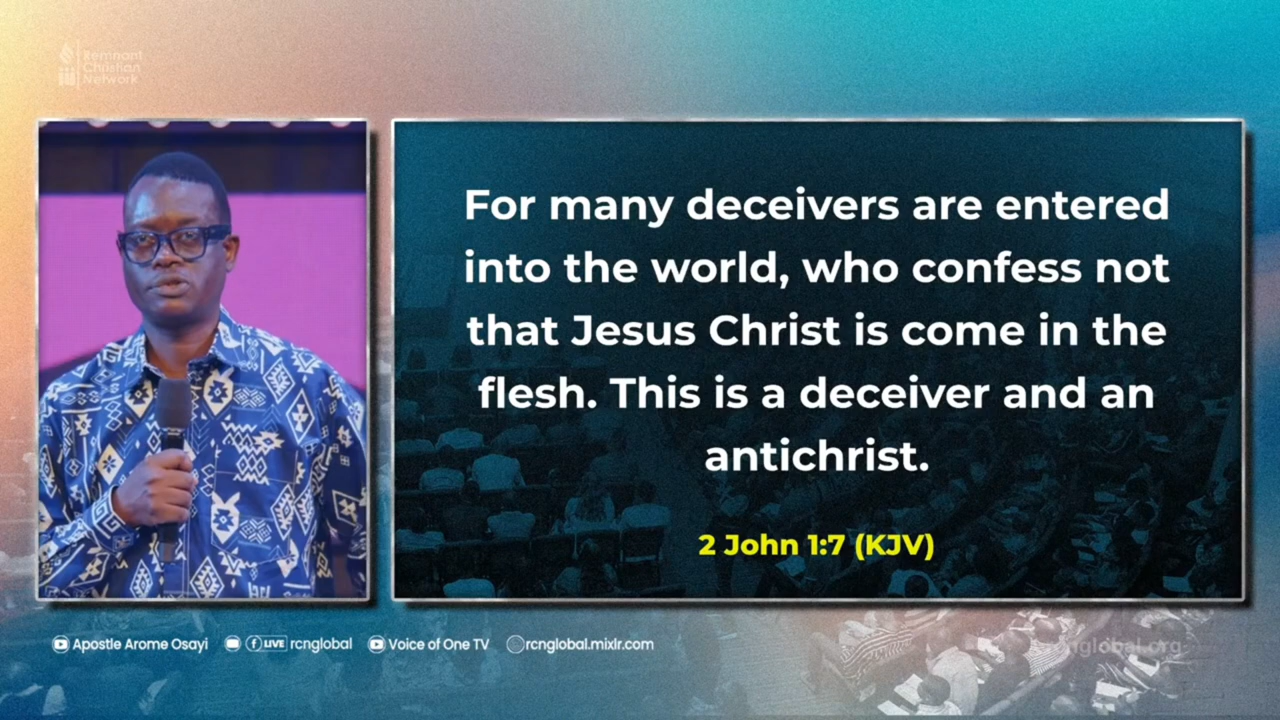 Remnant
Christian
Network
For many deceivers are entered
into the world, who confess not
that Jesus Christ is come in the
flesh. This is a deceiver and an
antichrist.
2 John 1:7 (KJV)
Apostle Arome Osayi LIVE rcnglobal Voice of One TV rcnglobal.mixlr.com
rcnglobal.org